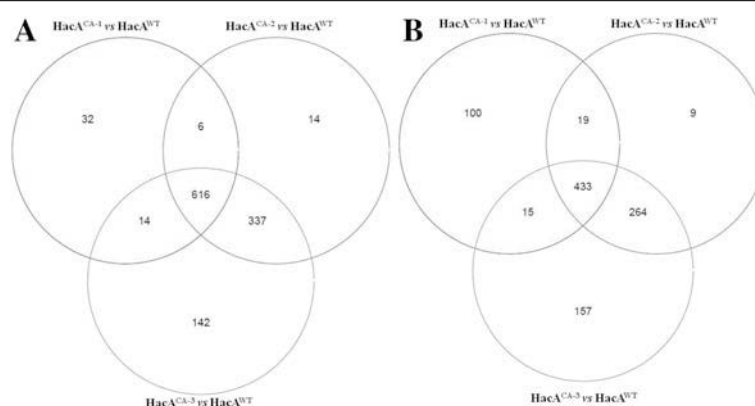 A
HacA^CA-1 vs HacA^WT
HacA^CA-2 vs HacA^WT
32
6
14
616
14
337
142
HacA^CA-3 vs HacA^WT
B
HacA^CA-1 vs HacA^WT
HacA^CA-2 vs HacA^WT
100
19
9
433
15
264
157
HacA^CA-3 vs HacA^WT